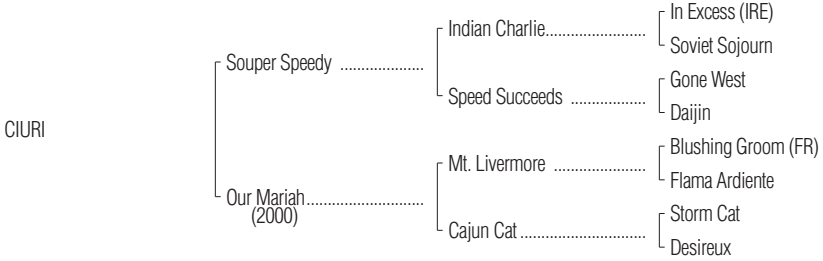 In Excess (IRE)
Indian Charlie
Soviet Sojourn
Souper Speedy
Gone West
Speed Succeeds
Daijin
CIURI
Blushing Groom (FR)
Mt. Livermore
Flama Ardiente
Our Mariah
(2000)
Storm Cat
Cajun Cat
Desireux